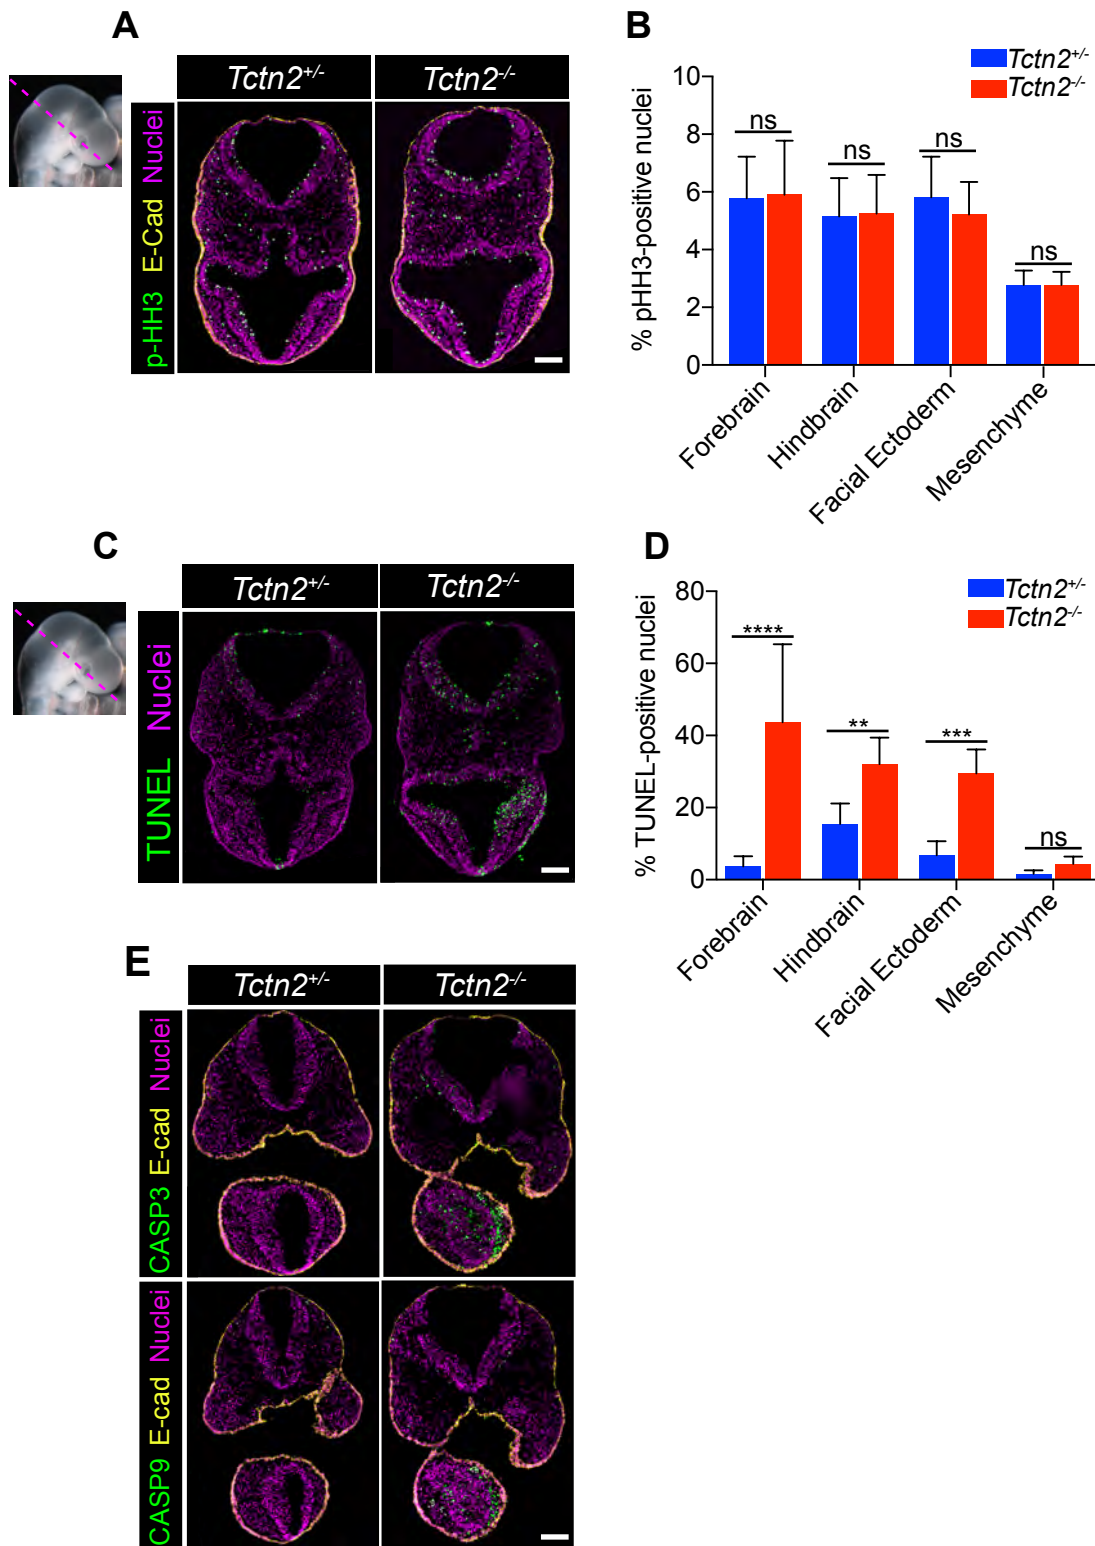 A
Tctn2+/-
Tctn2-/-
p-HH3 E-Cad Nuclei
B
Tctn2+/-
Tctn2-/-
% pHH3-positive nuclei
10
8
6
4
2
0
ns
ns
ns
ns
Forebrain
Hindbrain
Facial Ectoderm
Mesenchyme
C
Tctn2+/-
Tctn2-/-
TUNEL Nuclei
D
Tctn2+/-
Tctn2-/-
% TUNEL-positive nuclei
80
60
40
20
0
****
**
***
ns
Forebrain
Hindbrain
Facial Ectoderm
Mesenchyme
E
Tctn2+/-
Tctn2-/-
CASP3 E-cad Nuclei
CASP9 E-cad Nuclei